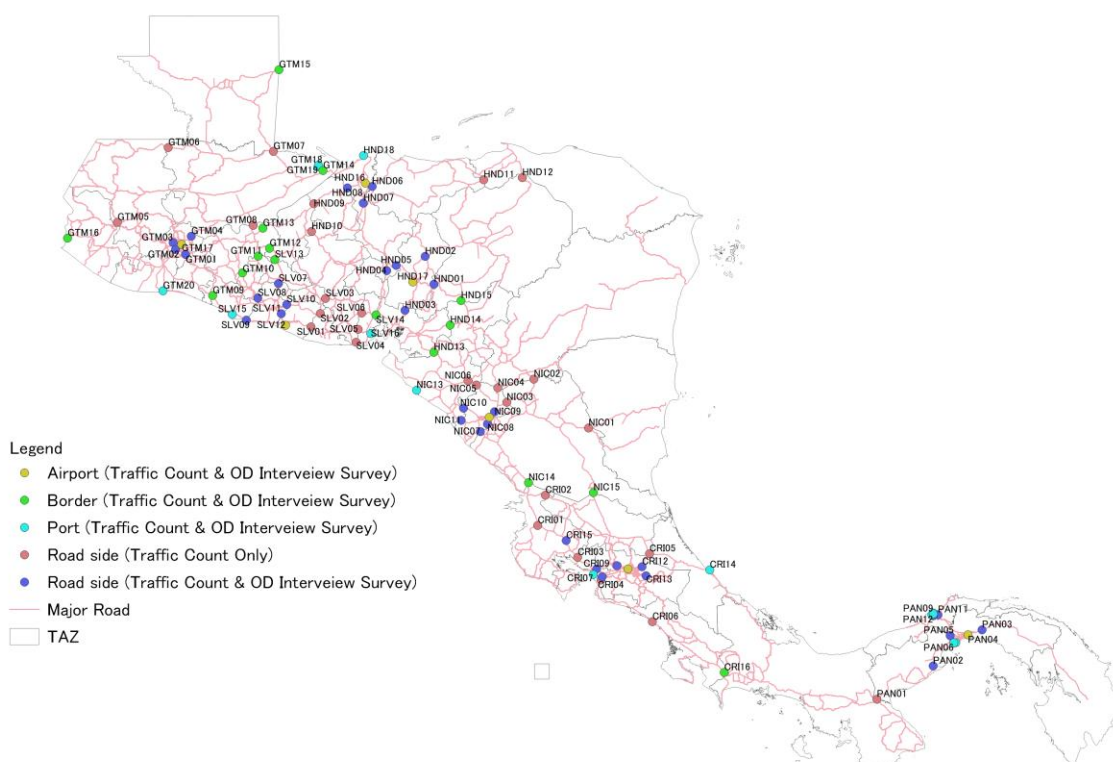 GTM15
GTM06
GTM07
GTM18
GTM14
GTM19
HND18
HND16
HND06
HND08
HND07
HND11
HND12
HND09
GTM05
GTM08
GTM13
HND10
GTM16
GTM03
GTM04
GTM17
GTM02
GTM01
GTM12
GTM11
SLV13
GTM10
HND02
HND05
HND04
HND17
HND01
GTM20
GTM09
SLV07
SLV08
SLV10
SLV03
HND15
SLV15
SLV11
SLV02
SLV06
HND03
SLV14
SLV09
SLV12
SLV01
SLV05
SLV16
HND14
SLV04
HND13
NIC06
NIC02
NIC13
NIC05
NIC04
NIC10
NIC03
NIC09
NIC11
NIC08
NIC07
NIC01
Legend
Airport (Traffic Count & OD Interveiew Survey)
Border (Traffic Count & OD Interveiew Survey)
Port (Traffic Count & OD Interveiew Survey)
Road side (Traffic Count Only)
Road side (Traffic Count & OD Interveiew Survey)
Major Road
TAZ
NIC14
CRI02
NIC15
CRI01
CRI15
CRI03
CRI05
CRI09
CRI12
CRI07
CRI04
CRI13
CRI14
CRI06
CRI16
PAN09
PAN11
PAN12
PAN05
PAN03
PAN04
PAN06
PAN02
PAN01